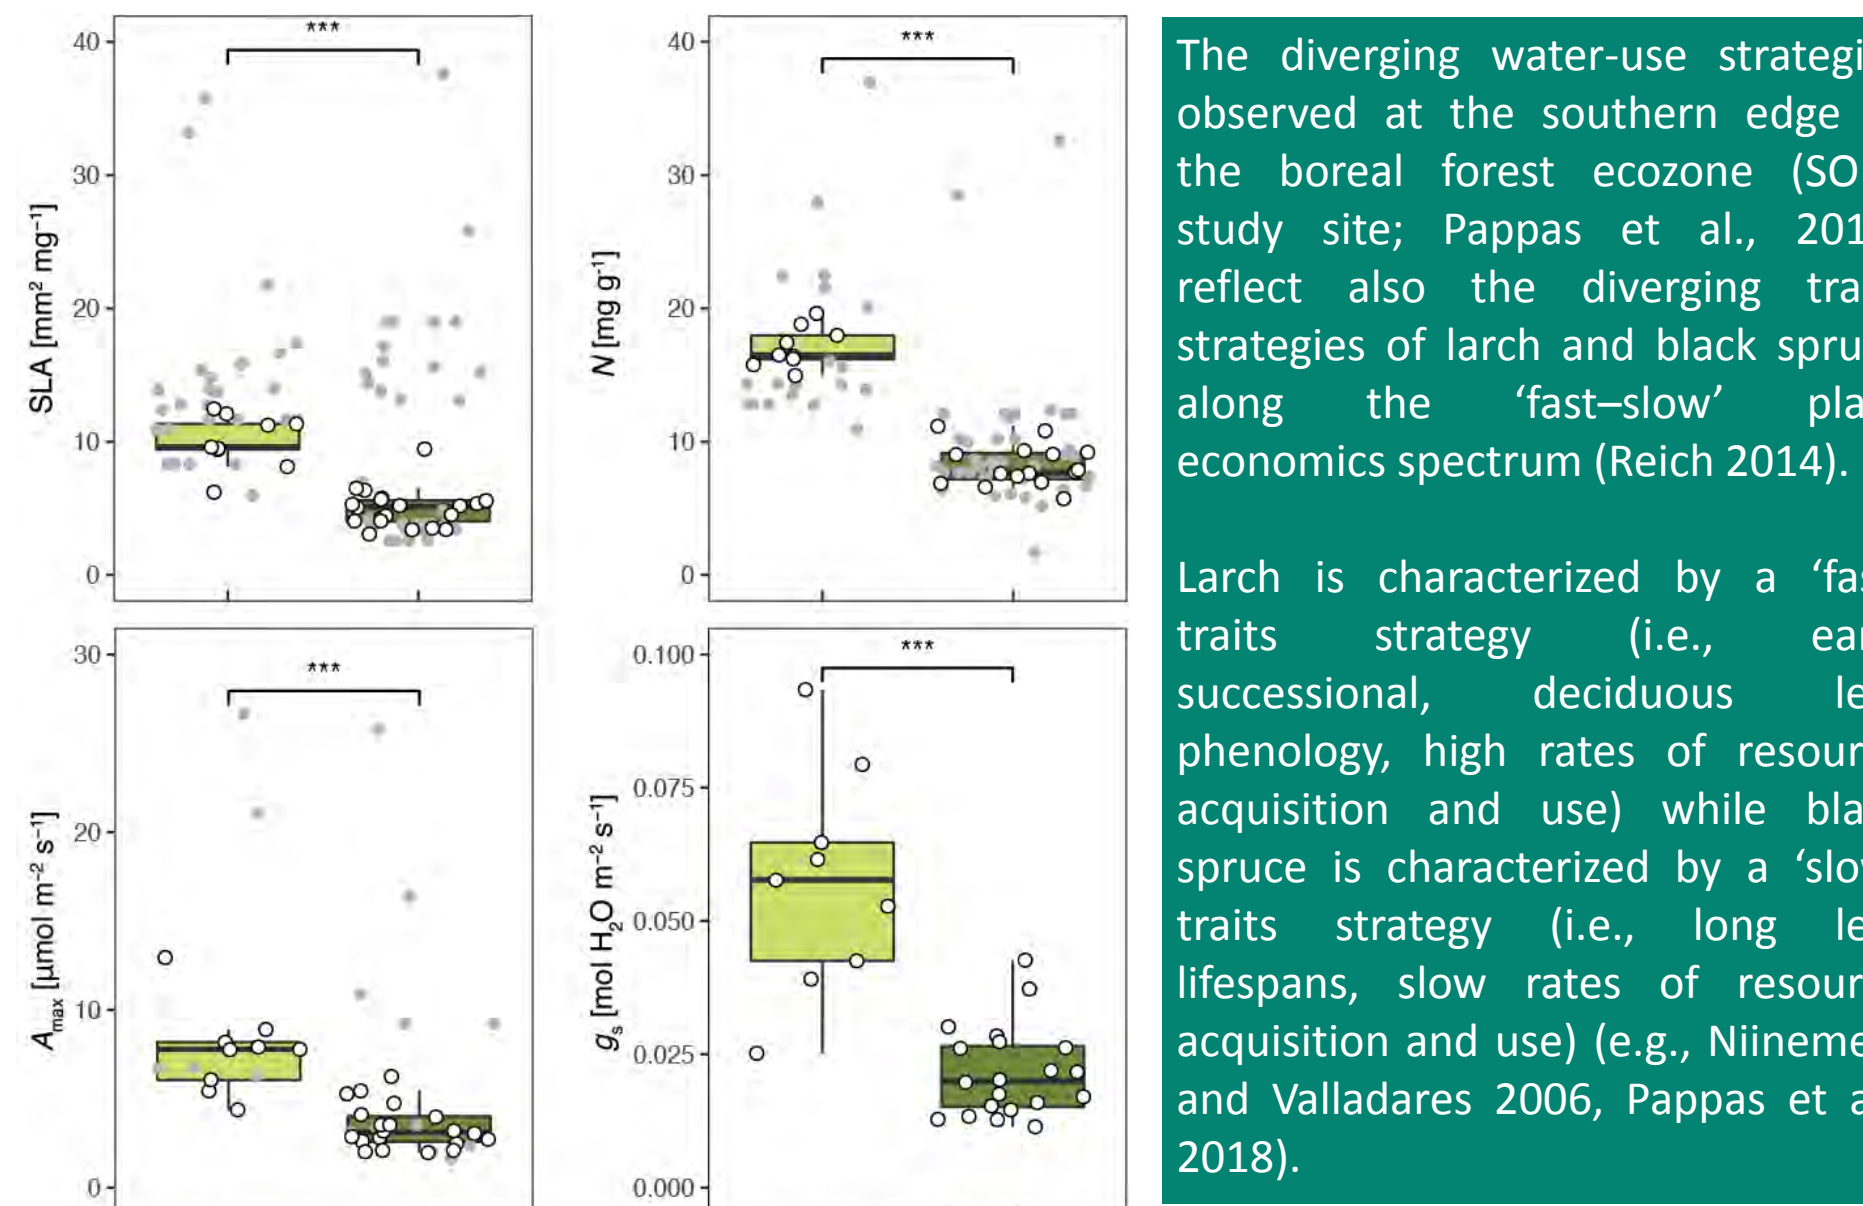 ***
40
30
20
10
0
SLA [mm² mg⁻¹]
***
40
30
20
10
0
N [mg g⁻¹]
***
30
20
10
0
Amax [µmol m⁻² s⁻¹]
***
0.100
0.075
0.050
0.025
0.000
gs [mol H₂O m⁻² s⁻¹]
The diverging water-use strategi
observed at the southern edge
the boreal forest ecozone (SO
study site; Pappas et al., 201
reflect also the diverging tra
strategies of larch and black spru
along the ‘fast–slow’ pla
economics spectrum (Reich 2014).
Larch is characterized by a ‘fas
traits strategy (i.e., ear
successional, deciduous le
phenology, high rates of resour
acquisition and use) while bla
spruce is characterized by a ‘slow
traits strategy (i.e., long le
lifespans, slow rates of resour
acquisition and use) (e.g., Niineme
and Valladares 2006, Pappas et a
2018).